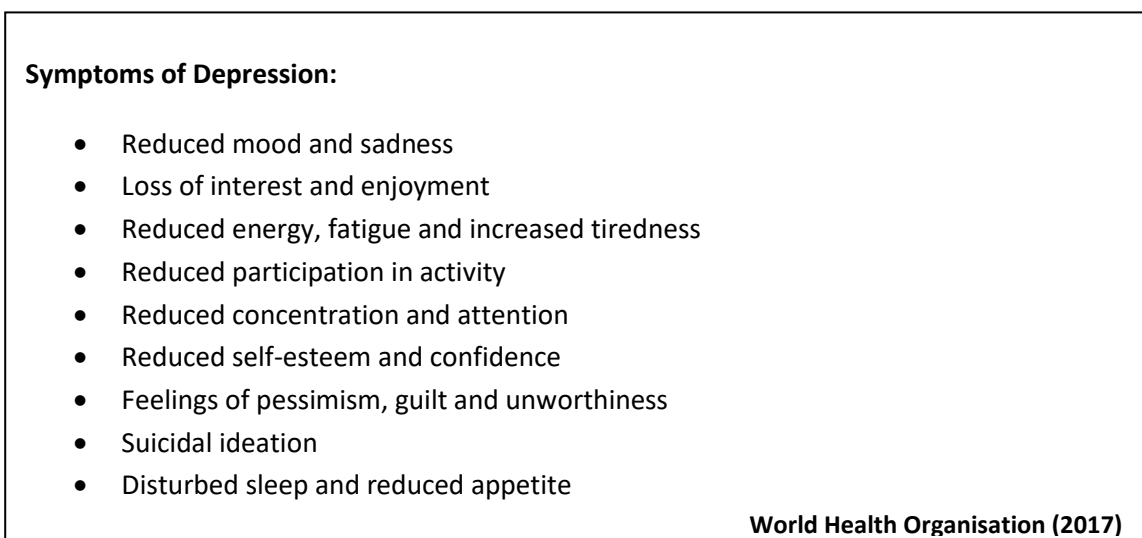 Symptoms of Depression:
• Reduced mood and sadness
• Loss of interest and enjoyment
• Reduced energy, fatigue and increased tiredness
• Reduced participation in activity
• Reduced concentration and attention
• Reduced self-esteem and confidence
• Feelings of pessimism, guilt and unworthiness
• Suicidal ideation
• Disturbed sleep and reduced appetite
World Health Organisation (2017)